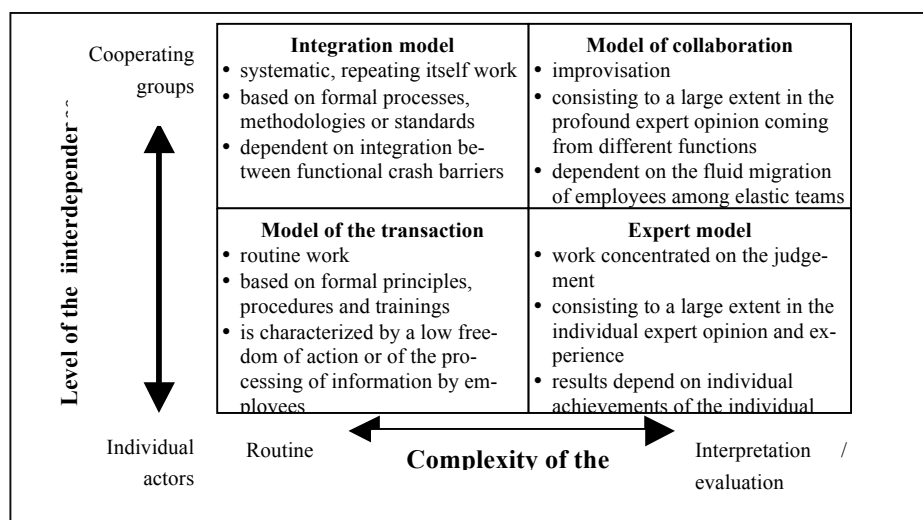 Cooperating
groups
Integration model
• systematic, repeating itself work
• based on formal processes,
methodologies or standards
• dependent on integration be-
tween functional crash barriers
Model of collaboration
• improvisation
• consisting to a large extent in the
profound expert opinion coming
from different functions
• dependent on the fluid migration
of employees among elastic teams
Level of the
Model of the transaction
• routine work
• based on formal principles,
procedures and trainings
• is characterized by a low free-
dom of action or of the pro-
cessing of information by em-
ployees
Expert model
• work concentrated on the judge-
ment
• consisting to a large extent in the
individual expert opinion and ex-
perience
• results depend on individual
achievements of the individual
Individual
actors
Routine
Complexity of the
Interpretation /
evaluation